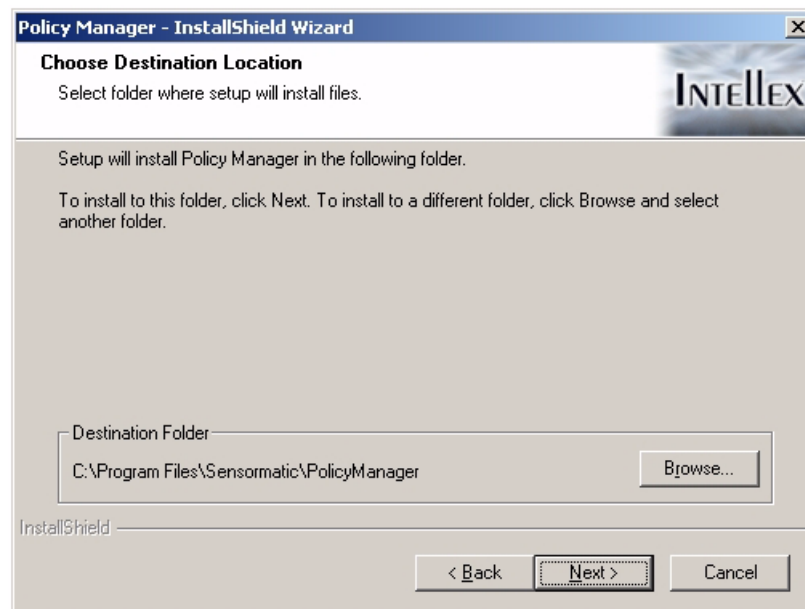 Policy Manager - InstallShield Wizard
Choose Destination Location
Select folder where setup will install files.
INTELLEX
Setup will install Policy Manager in the following folder.
To install to this folder, click Next. To install to a different folder, click Browse and select
another folder.
Destination Folder
C:\Program Files\Sensormatic\PolicyManager
Browse...
InstallShield
< Back
Next >
Cancel